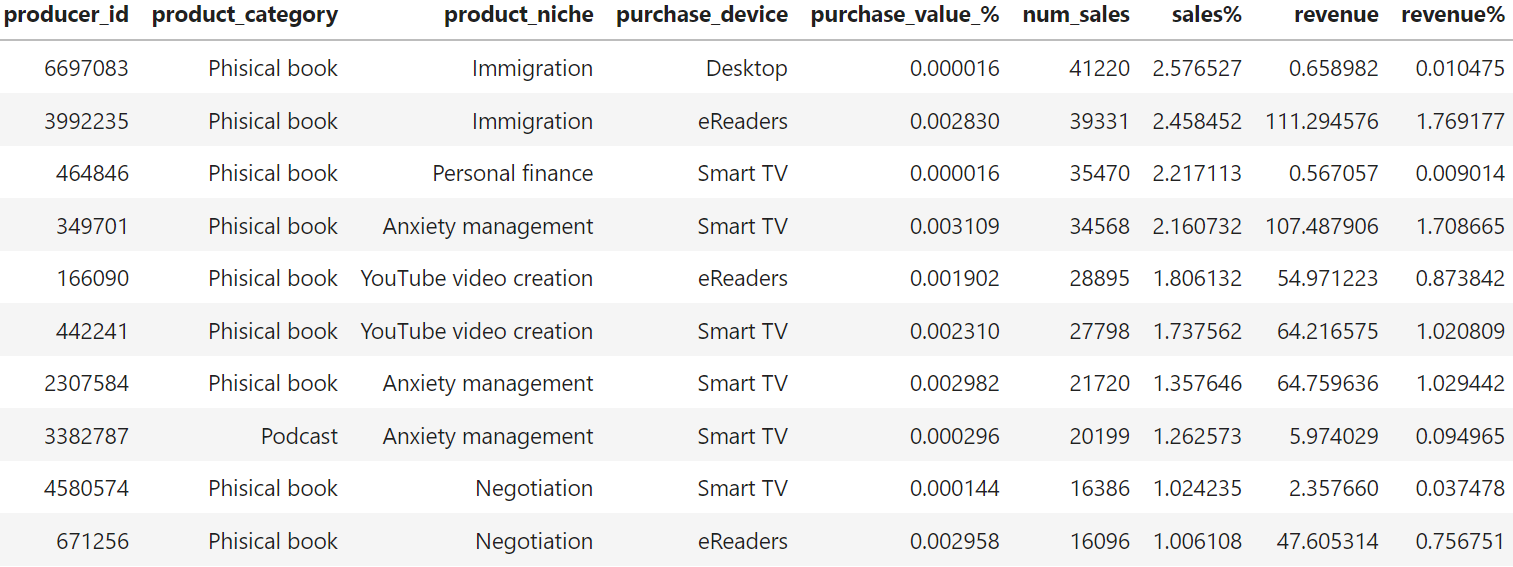 producer_id product_category product_niche purchase_device purchase_value_% num_sales sales% revenue revenue%
6697083 Phisical book Immigration Desktop 0.000016 41220 2.576527 0.658982 0.010475
3992235 Phisical book Immigration eReaders 0.002830 39331 2.458452 111.294576 1.769177
464846 Phisical book Personal finance Smart TV 0.000016 35470 2.217113 0.567057 0.009014
349701 Phisical book Anxiety management Smart TV 0.003109 34568 2.160732 107.487906 1.708665
166090 Phisical book YouTube video creation eReaders 0.001902 28895 1.806132 54.971223 0.873842
442241 Phisical book YouTube video creation Smart TV 0.002310 27798 1.737562 64.216575 1.020809
2307584 Phisical book Anxiety management Smart TV 0.002982 21720 1.357646 64.759636 1.029442
3382787 Podcast Anxiety management Smart TV 0.000296 20199 1.262573 5.974029 0.094965
4580574 Phisical book Negotiation Smart TV 0.000144 16386 1.024235 2.357660 0.037478
671256 Phisical book Negotiation eReaders 0.002958 16096 1.006108 47.605314 0.756751